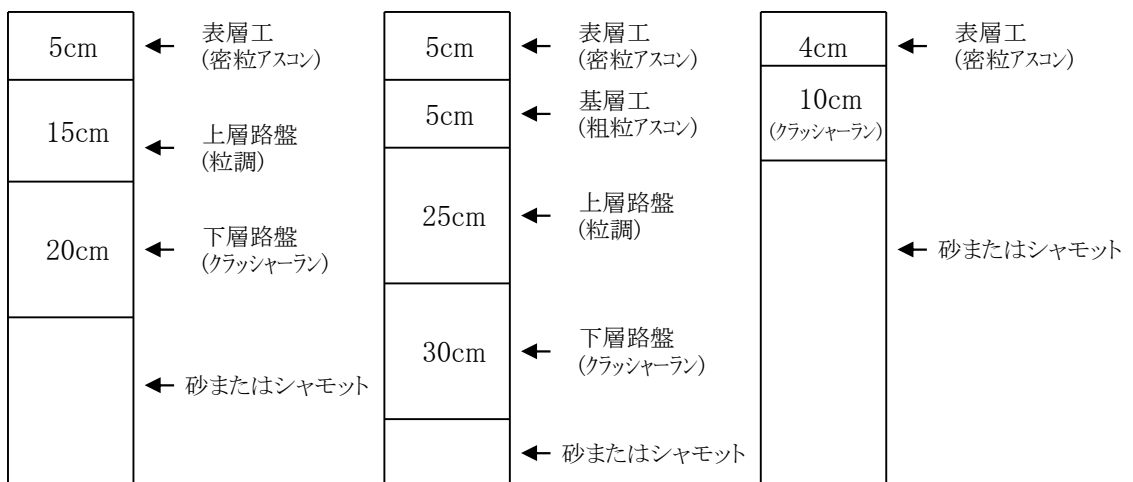 5cm
表層工
(密粒アスコン)
15cm
上層路盤
(粒調)
20cm
下層路盤
(クラッシャーラン)
砂またはシャモット
5cm
表層工
(密粒アスコン)
5cm
基層工
(粗粒アスコン)
25cm
上層路盤
(粒調)
30cm
下層路盤
(クラッシャーラン)
砂またはシャモット
4cm
表層工
(密粒アスコン)
10cm
(クラッシャーラン)
砂またはシャモット